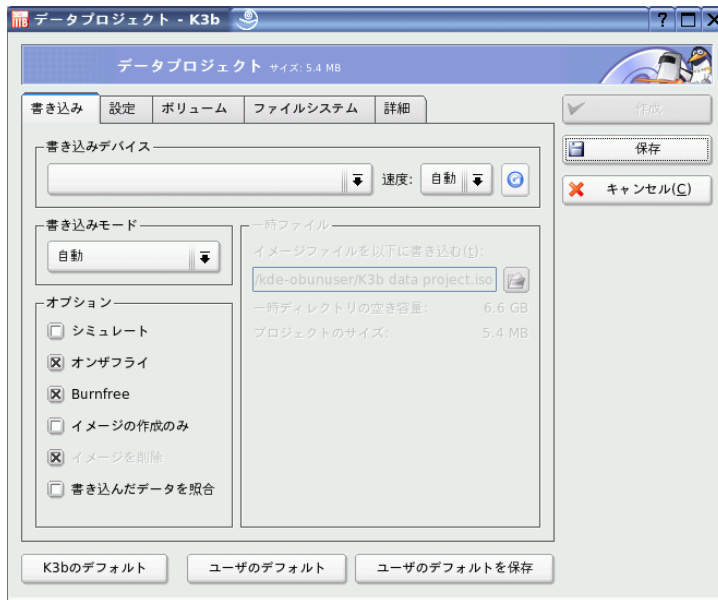 データプロジェクト - K3b
データプロジェクト サイズ: 5.4 MB
書き込み 設定 ボリューム ファイルシステム 詳細
作成
保存
キャンセル(C)
書き込みデバイス
速度: 自動
書き込みモード
自動
一時ファイル
イメージファイルを以下に書き込む(t):
/kde-obunuser/K3b data project.iso
一時ディレクトリの空き容量: 6.6 GB
プロジェクトのサイズ: 5.4 MB
オプション
シミュレート
オンザフライ
Burnfree
イメージの作成のみ
イメージを削除
書き込んだデータを照合
K3bのデフォルト ユーザのデフォルト ユーザのデフォルトを保存